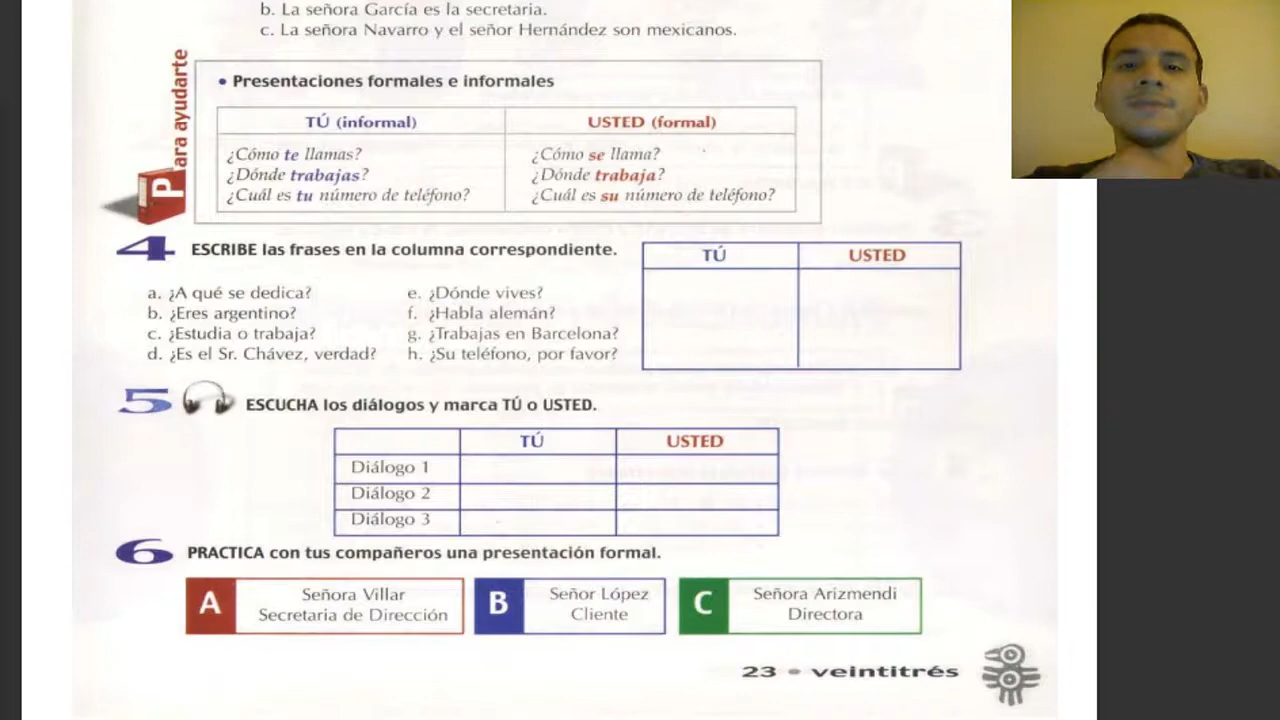 b. La señora García es la secretaria.
c. La señora Navarro y el señor Hernández son mexicanos.
Para ayudarte
• Presentaciones formales e informales
TÚ (informal) USTED (formal)
¿Cómo te llamas? ¿Cómo se llama?
¿Dónde trabajas? ¿Dónde trabaja?
¿Cuál es tu número de teléfono? ¿Cuál es su número de teléfono?
4 ESCRIBE las frases en la columna correspondiente.
TÚ USTED
a. ¿A qué se dedica? e. ¿Dónde vives?
b. ¿Eres argentino? f. ¿Habla alemán?
c. ¿Estudia o trabaja? g. ¿Trabajas en Barcelona?
d. ¿Es el Sr. Chávez, verdad? h. ¿Su teléfono, por favor?
5 ESCUCHA los diálogos y marca TÚ o USTED.
TÚ USTED
Diálogo 1
Diálogo 2
Diálogo 3
6 PRACTICA con tus compañeros una presentación formal.
A Señora Villar
Secretaria de Dirección
B Señor López
Cliente
C Señora Arizmendi
Directora
23 • veintitrés